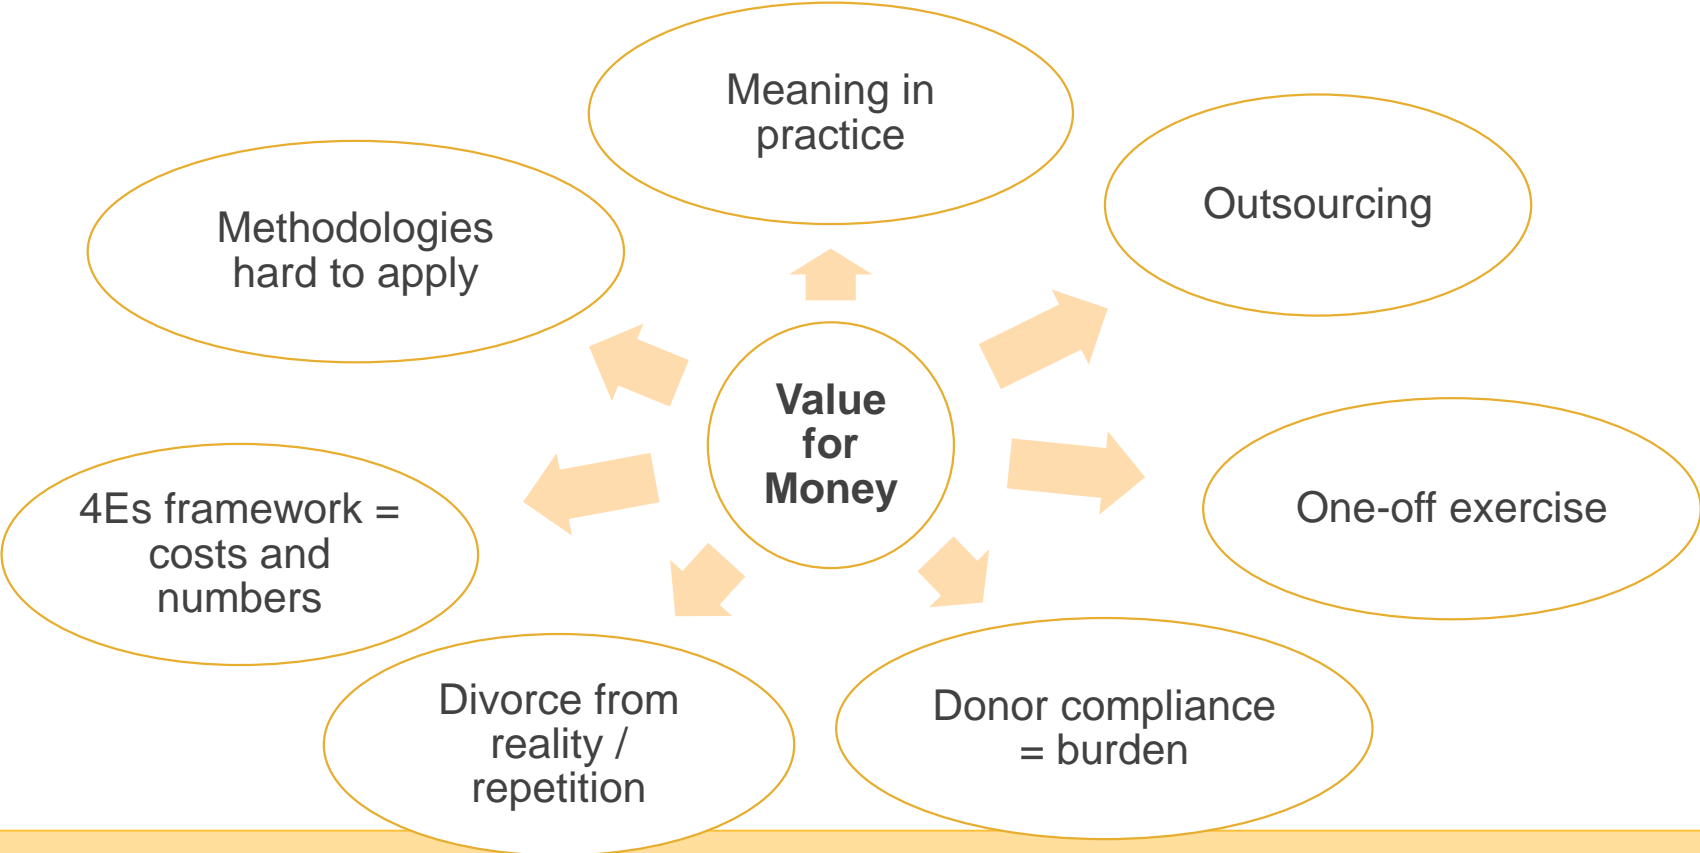 Meaning in
practice
Outsourcing
One-off exercise
Donor compliance
= burden
Divorce from
reality /
repetition
4Es framework =
costs and
numbers
Methodologies
hard to apply
Value
for
Money